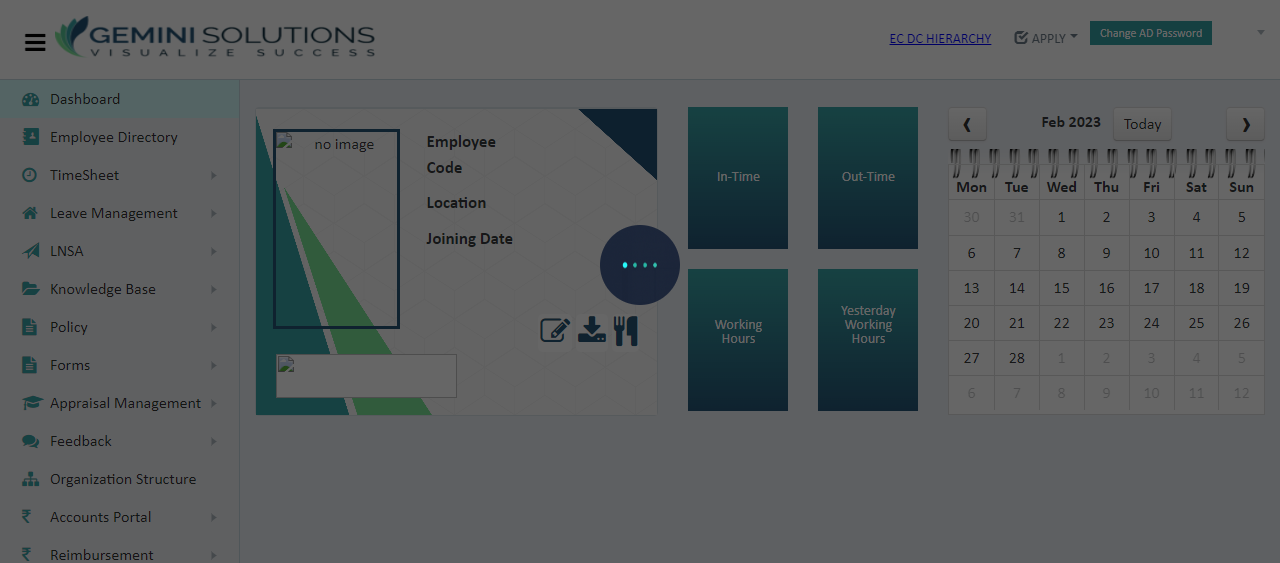 GEMINI SOLUTIONS
VISUALIZE SUCCESS
EC DC HIERARCHY
APPLY
Change AD Password
Dashboard
Employee Directory
TimeSheet
Leave Management
LNSA
Knowledge Base
Policy
Forms
Appraisal Management
Feedback
Organization Structure
Accounts Portal
Reimbursement
no image
Employee
Code
Location
Joining Date
In-Time
Out-Time
Working
Hours
Yesterday
Working
Hours
❮ Feb 2023 Today ❯
Mon Tue Wed Thu Fri Sat Sun
30 31 1 2 3 4 5
6 7 8 9 10 11 12
13 14 15 16 17 18 19
20 21 22 23 24 25 26
27 28 1 2 3 4 5
6 7 8 9 10 11 12